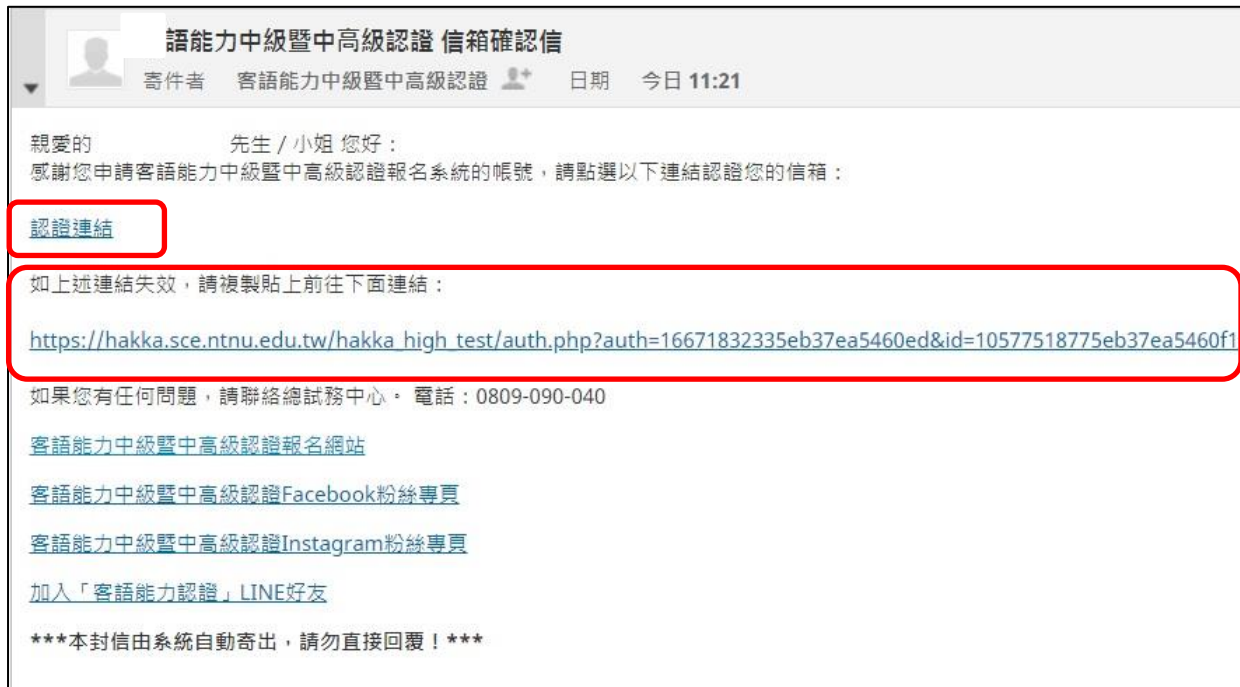 語能力中級暨中高級認證 信箱確認信
寄件者 客語能力中級暨中高級認證 日期 今日 11:21
親愛的 先生 / 小姐 您好：
感謝您申請客語能力中級暨中高級認證報名系統的帳號，請點選以下連結認證您的信箱：
認證連結
如上述連結失效，請複製貼上前往下面連結：
https://hakka.sce.ntnu.edu.tw/hakka_high_test/auth.php?auth=16671832335eb37ea5460ed&id=10577518775eb37ea5460f1
如果您有任何問題，請聯絡總試務中心。 電話：0809-090-040
客語能力中級暨中高級認證報名網站
客語能力中級暨中高級認證Facebook粉絲專頁
客語能力中級暨中高級認證Instagram粉絲專頁
加入「客語能力認證」LINE好友
***本封信由系統自動寄出，請勿直接回覆！***